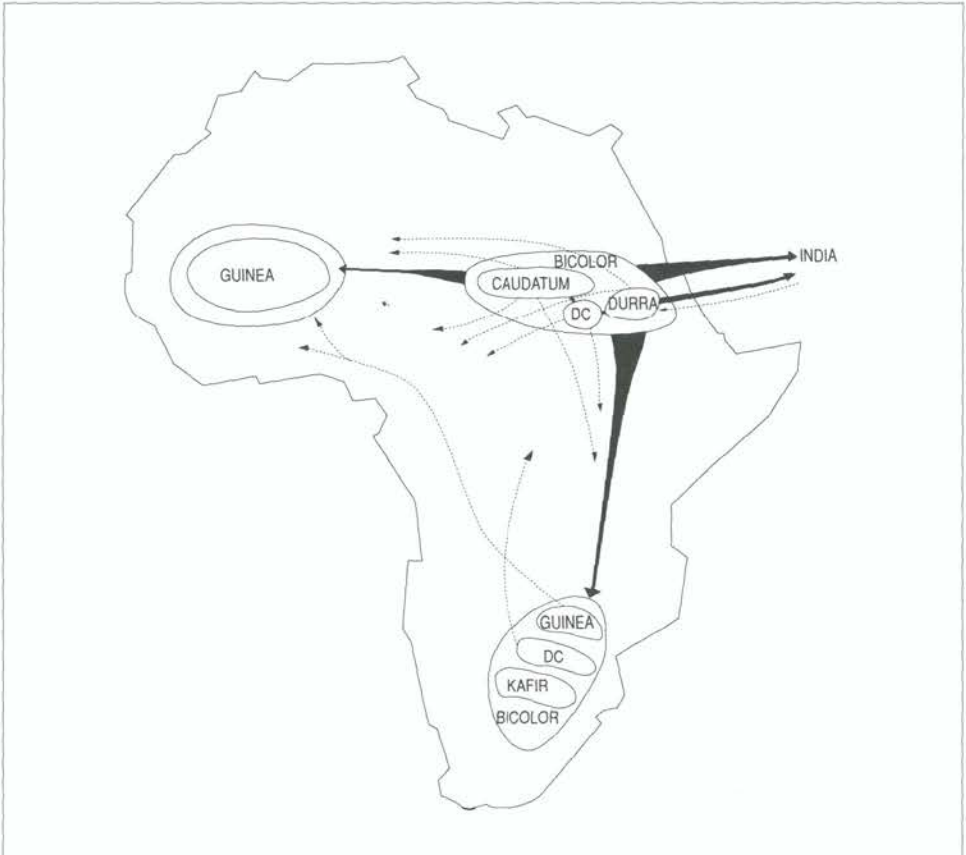 BICOLOR
INDIA
GUINEA
CAUDATUM
DURRA
DC
GUINEA
DC
KAFIR
BICOLOR